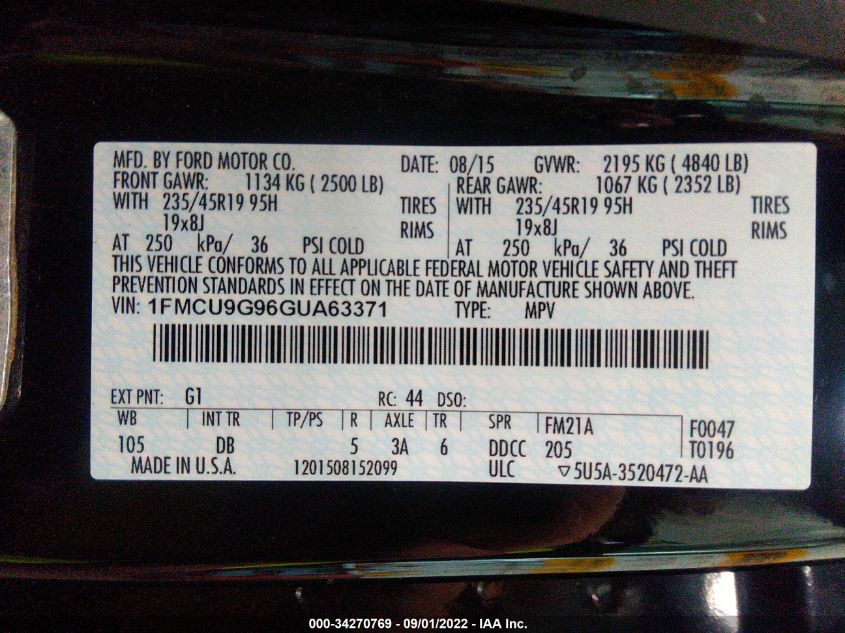 MFD. BY FORD MOTOR CO. DATE: 08/15 GVWR: 2195 KG ( 4840 LB)
FRONT GAWR: 1134 KG ( 2500 LB) REAR GAWR: 1067 KG ( 2352 LB)
WITH 235/45R19 95H TIRES WITH 235/45R19 95H TIRES
19x8J RIMS 19x8J RIMS
AT 250 kPa/ 36 PSI COLD AT 250 kPa/ 36 PSI COLD
THIS VEHICLE CONFORMS TO ALL APPLICABLE FEDERAL MOTOR VEHICLE SAFETY AND THEFT
PREVENTION STANDARDS IN EFFECT ON THE DATE OF MANUFACTURE SHOWN ABOVE.
VIN: 1FMCU9G96GUA63371 TYPE: MPV
EXT PNT: G1 RC: 44 DSO:
WB INT TR TP/PS R AXLE TR SPR FM21A F0047
105 DB 5 3A 6 DDCC 205 T0196
MADE IN U.S.A. 1201508152099 ULC ▽5U5A-3520472-AA
000-34270769 - 09/01/2022 - IAA Inc.